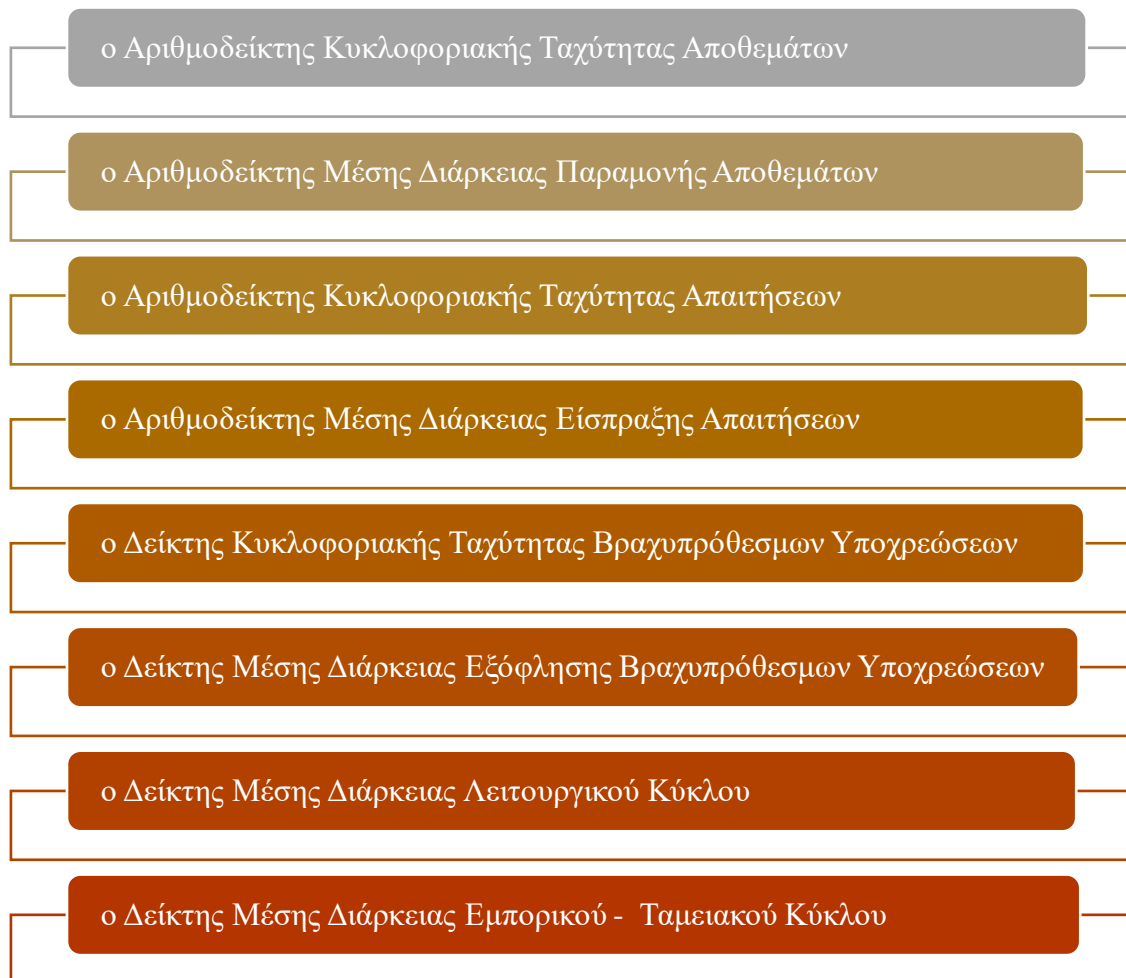 ο Αριθμοδείκτης Κυκλοφοριακής Ταχύτητας Αποθεμάτων
ο Αριθμοδείκτης Μέσης Διάρκειας Παραμονής Αποθεμάτων
ο Αριθμοδείκτης Κυκλοφοριακής Ταχύτητας Απαιτήσεων
ο Αριθμοδείκτης Μέσης Διάρκειας Είσπραξης Απαιτήσεων
ο Δείκτης Κυκλοφοριακής Ταχύτητας Βραχυπρόθεσμων Υποχρεώσεων
ο Δείκτης Μέσης Διάρκειας Εξόφλησης Βραχυπρόθεσμων Υποχρεώσεων
ο Δείκτης Μέσης Διάρκειας Λειτουργικού Κύκλου
ο Δείκτης Μέσης Διάρκειας Εμπορικού - Ταμειακού Κύκλου